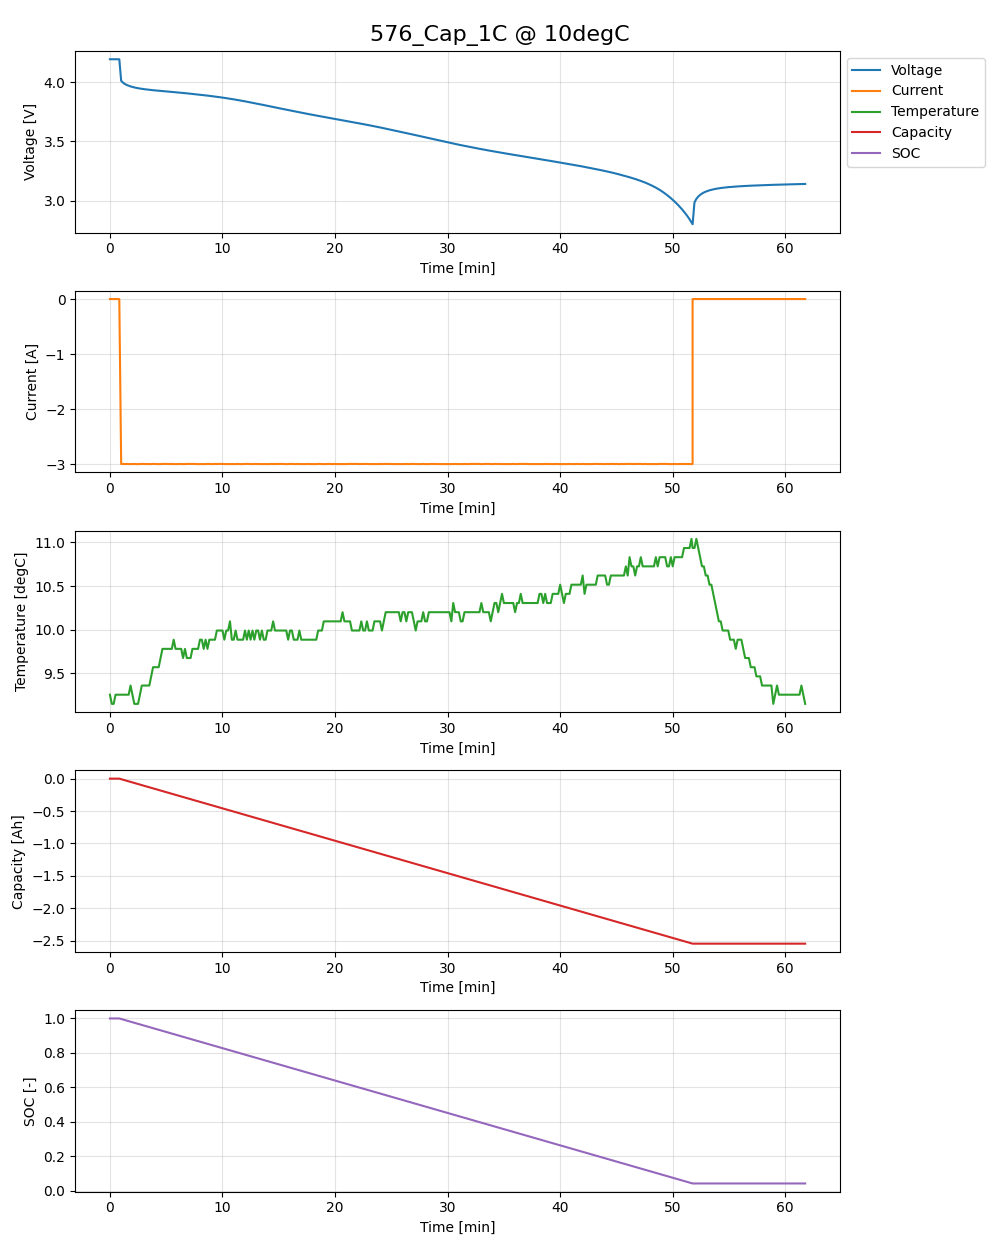 576_Cap_1C @ 10degC
Voltage [V]
4.0
3.5
3.0
0 10 20 30 40 50 60
Time [min]
Voltage
Current
Temperature
Capacity
SOC
Current [A]
0
−1
−2
−3
0 10 20 30 40 50 60
Time [min]
Temperature [degC]
11.0
10.5
10.0
9.5
0 10 20 30 40 50 60
Time [min]
Capacity [Ah]
0.0
−0.5
−1.0
−1.5
−2.0
−2.5
0 10 20 30 40 50 60
Time [min]
SOC [-]
1.0
0.8
0.6
0.4
0.2
0.0
0 10 20 30 40 50 60
Time [min]